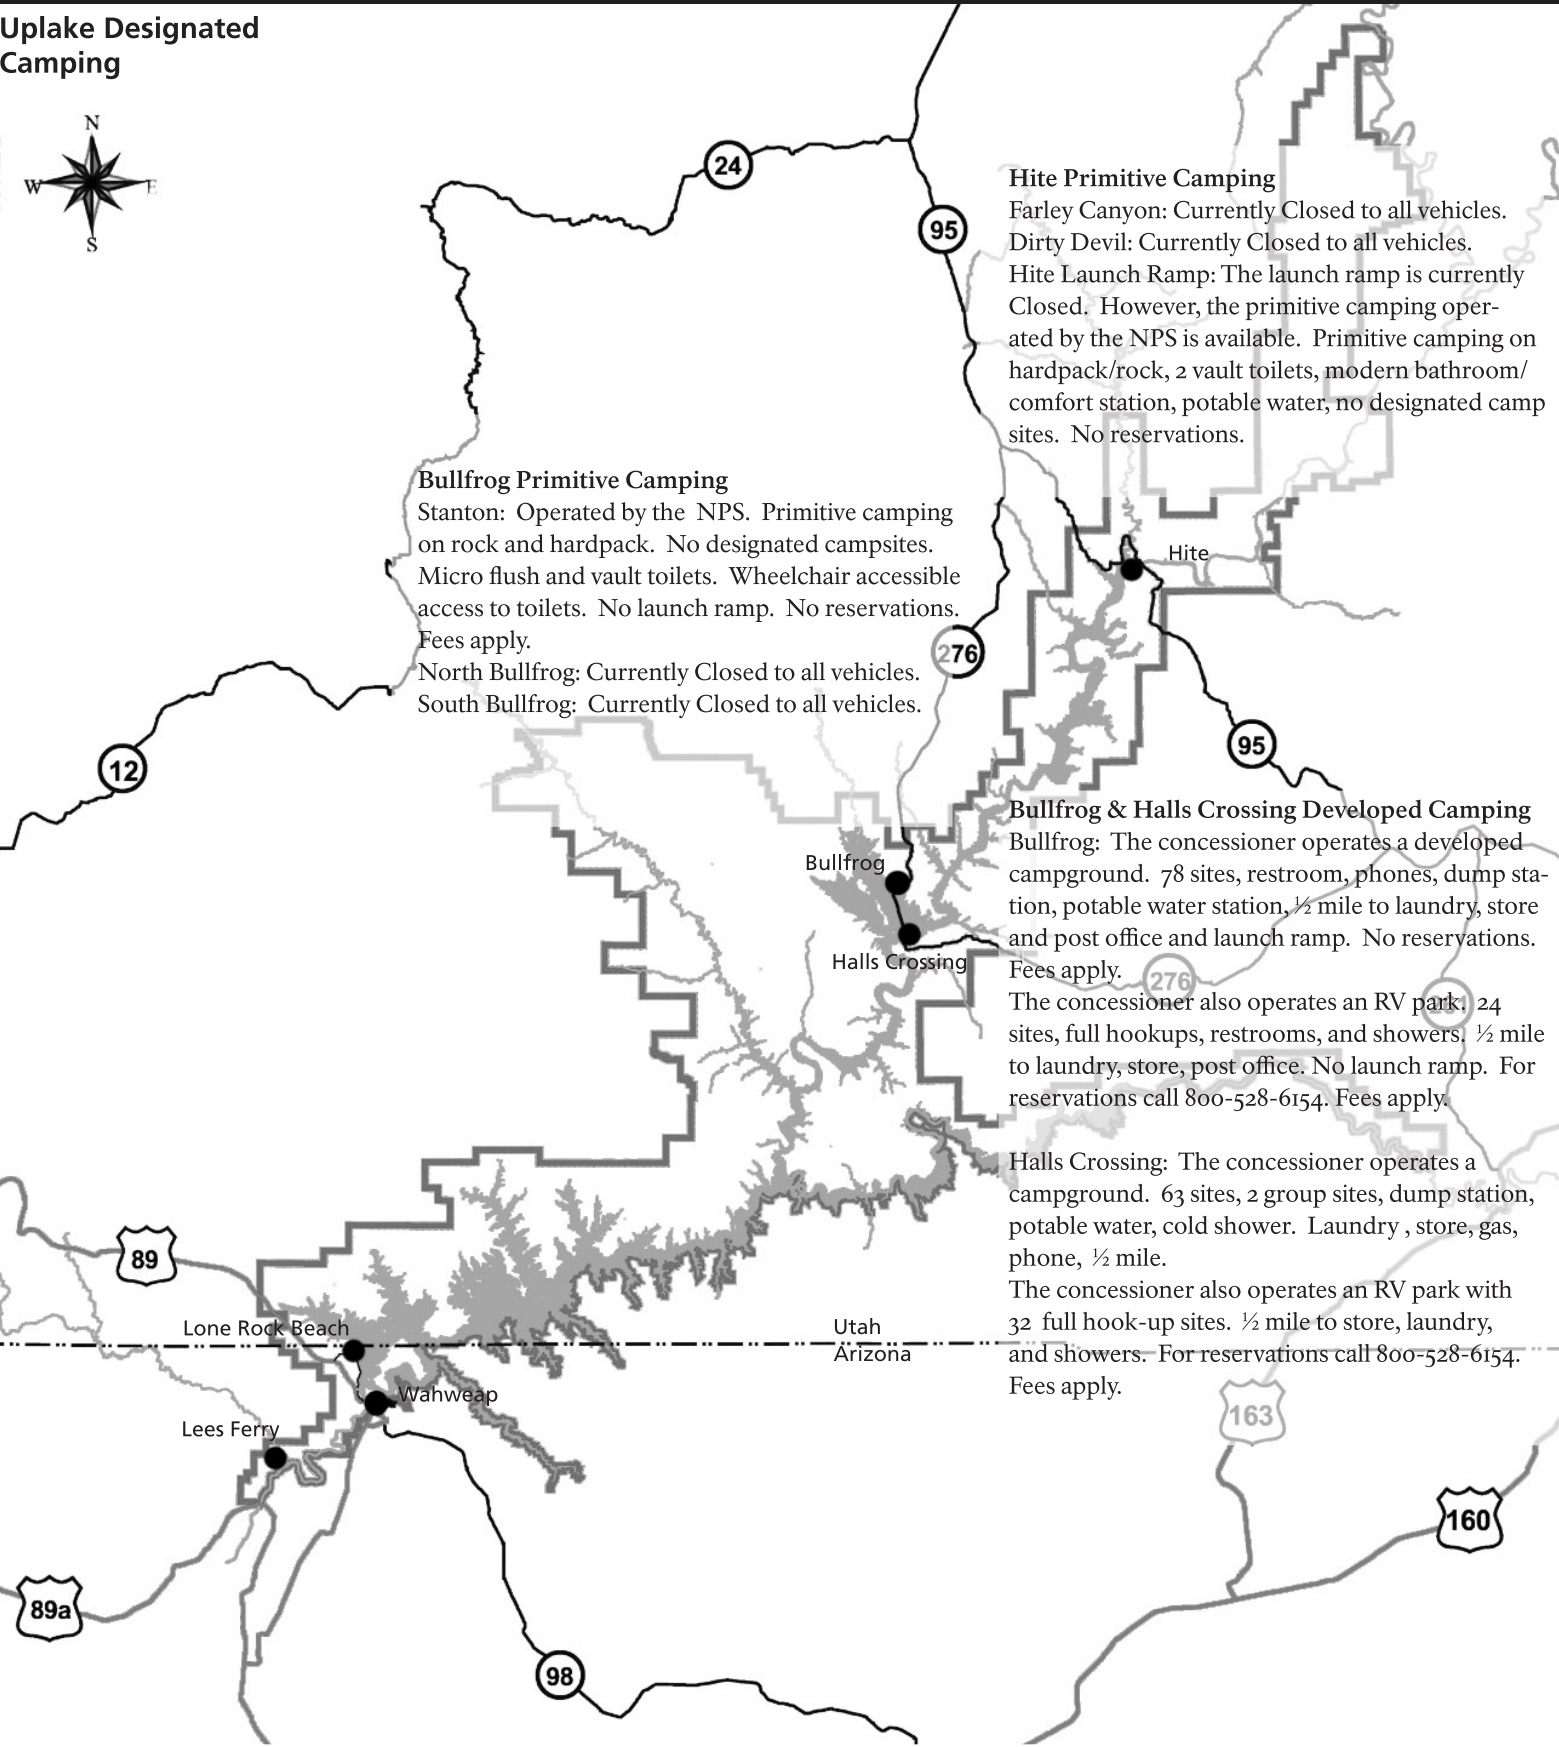 Uplake Designated
Camping
N
W
E
S
24
95
Hite Primitive Camping
Farley Canyon: Currently Closed to all vehicles.
Dirty Devil: Currently Closed to all vehicles.
Hite Launch Ramp: The launch ramp is currently
Closed.  However, the primitive camping oper-
ated by the NPS is available.  Primitive camping on
hardpack/rock, 2 vault toilets, modern bathroom/
comfort station, potable water, no designated camp
sites.  No reservations.
Bullfrog Primitive Camping
Stanton:  Operated by the  NPS.  Primitive camping
on rock and hardpack.  No designated campsites.
Micro flush and vault toilets.  Wheelchair accessible
access to toilets.  No launch ramp.  No reservations.
Fees apply.
North Bullfrog: Currently Closed to all vehicles.
South Bullfrog:  Currently Closed to all vehicles.
Hite
276
95
12
Bullfrog & Halls Crossing Developed Camping
Bullfrog:  The concessioner operates a developed
campground.  78 sites, restroom, phones, dump sta-
tion, potable water station, ½ mile to laundry, store
and post office and launch ramp.  No reservations.
Fees apply.
The concessioner also operates an RV park.  24
sites, full hookups, restrooms, and showers.  ½ mile
to laundry, store, post office. No launch ramp.  For
reservations call 800-528-6154. Fees apply.
Halls Crossing:  The concessioner operates a
campground.  63 sites, 2 group sites, dump station,
potable water, cold shower.  Laundry , store, gas,
phone,  ½ mile.
The concessioner also operates an RV park with
32  full hook-up sites.  ½ mile to store, laundry,
and showers.  For reservations call 800-528-6154.
Fees apply.
Bullfrog
Halls Crossing
276
89
Lone Rock Beach
Utah
Arizona
Wahweap
Lees Ferry
163
160
89a
98